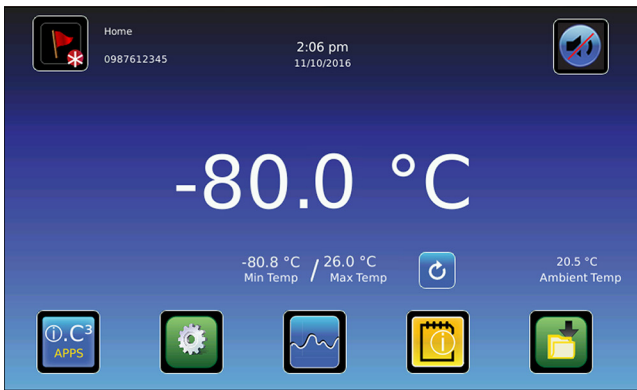 Home
0987612345
2:06 pm
11/10/2016
-80.0 °C
-80.8 °C / 26.0 °C
Min Temp Max Temp
20.5 °C
Ambient Temp
i.C³
APPS
i